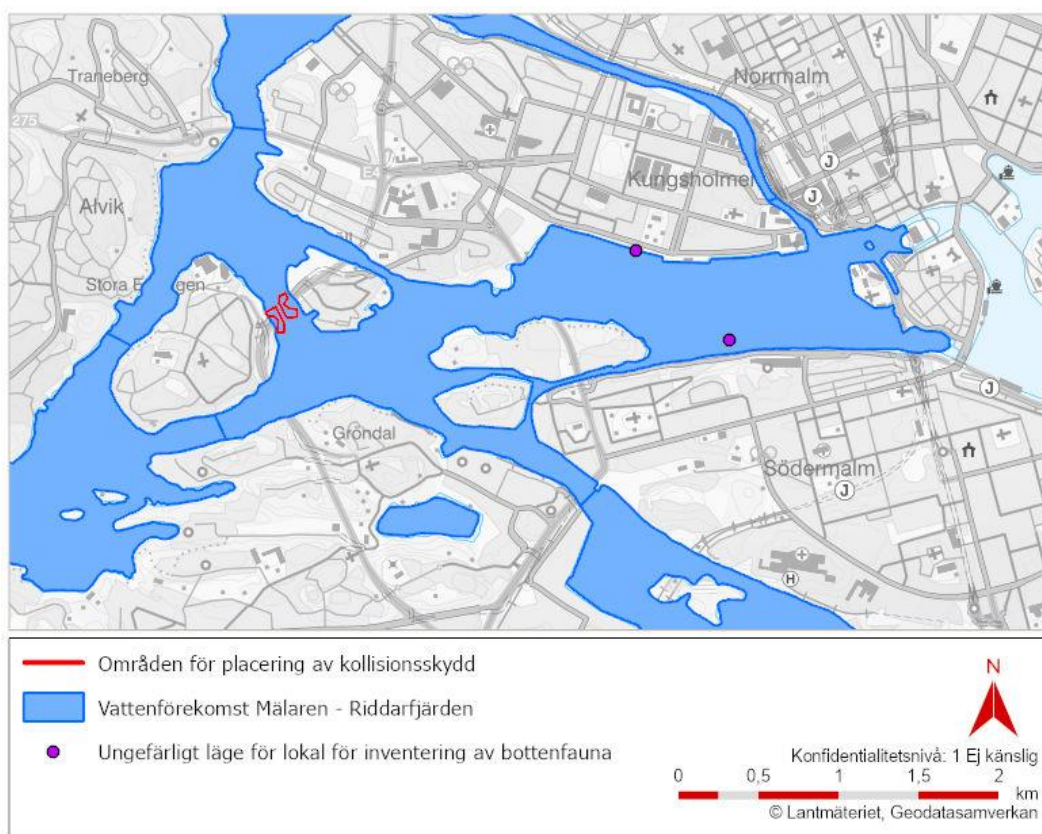 Traneberg
Norrmalm
275
E4
J
Kungsholmen
J
Alvik
Stora Essingen
Gröndal
J
Södermalm
J
H
Områden för placering av kollisionsskydd
Vattenförekomst Mälaren - Riddarfjärden
Ungefärligt läge för lokal för inventering av bottenfauna
N
Konfidentialitetsnivå: 1 Ej känslig
0 0,5 1 1,5 2
km
© Lantmäteriet, Geodatasamverkan